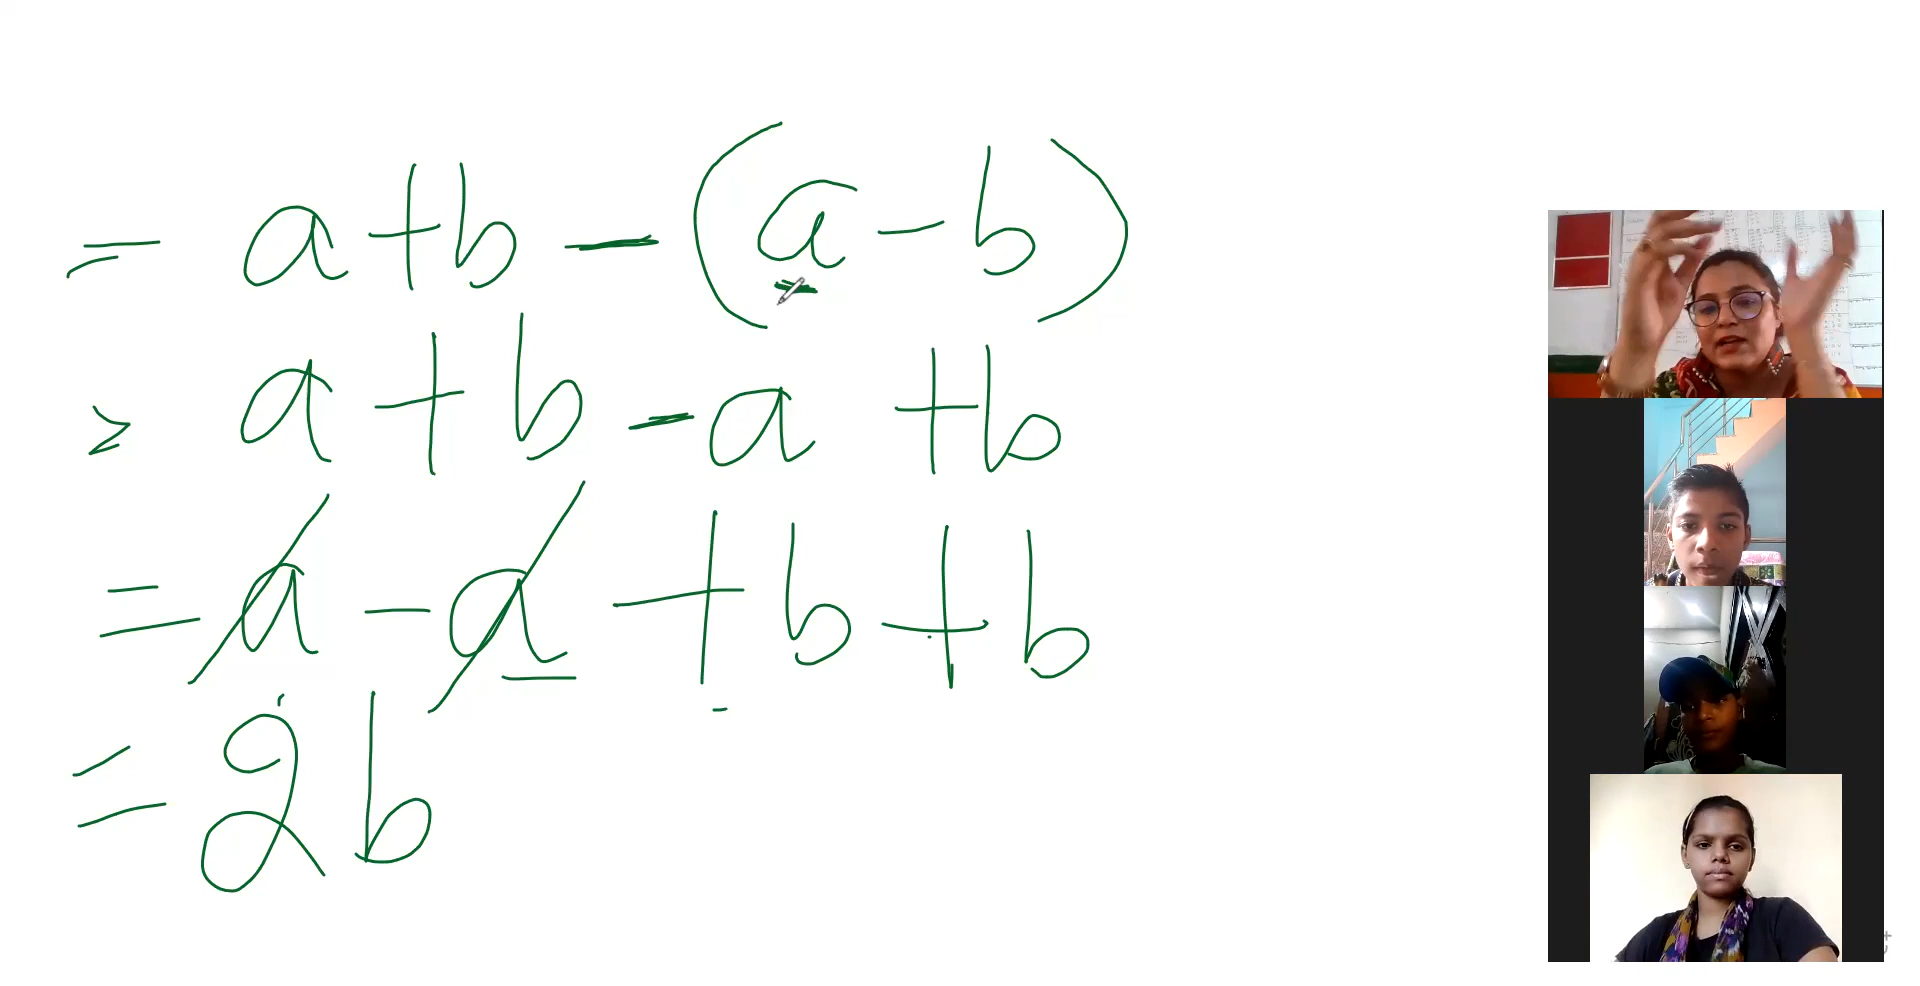 = a + b - (a - b)
= a + b - a + b
= a - a + b + b
= 2b